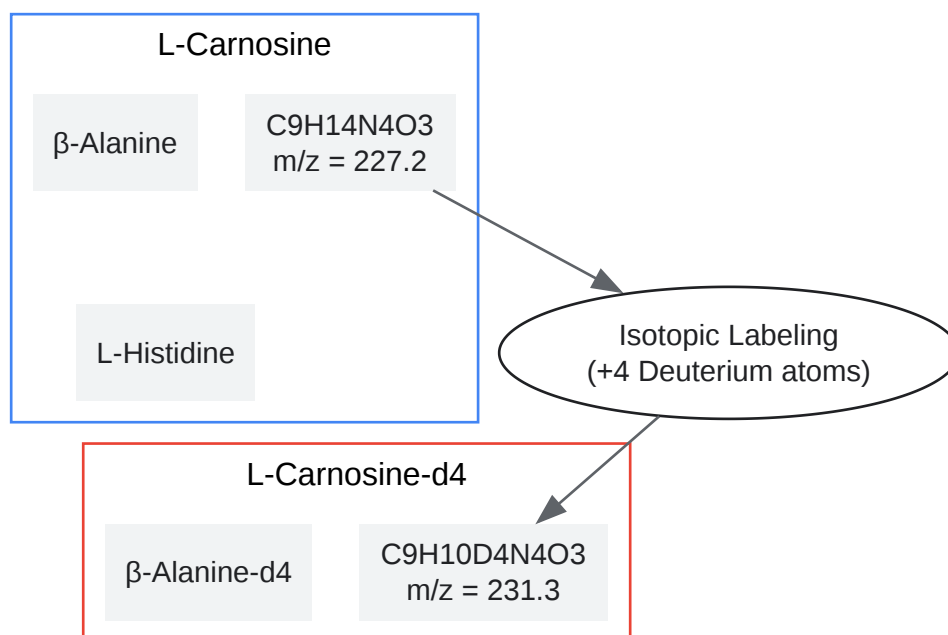 L-Carnosine
β-Alanine
C9H14N4O3
m/z = 227.2
L-Histidine
Isotopic Labeling
(+4 Deuterium atoms)
L-Carnosine-d4
β-Alanine-d4
C9H10D4N4O3
m/z = 231.3